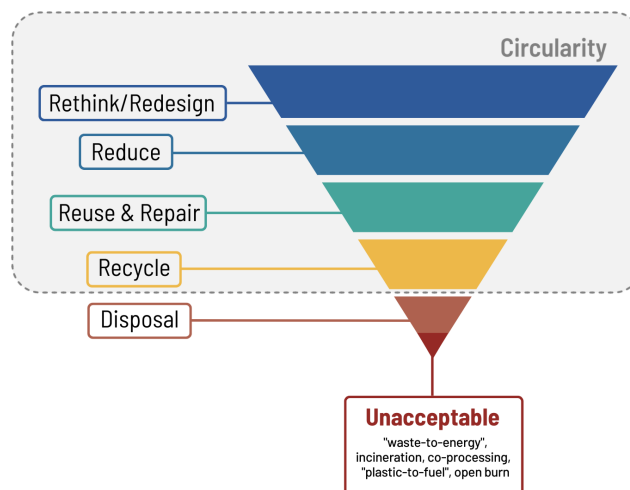 Circularity
Rethink/Redesign
Reduce
Reuse & Repair
Recycle
Disposal
Unacceptable
"waste-to-energy",
incineration, co-processing,
"plastic-to-fuel", open burn